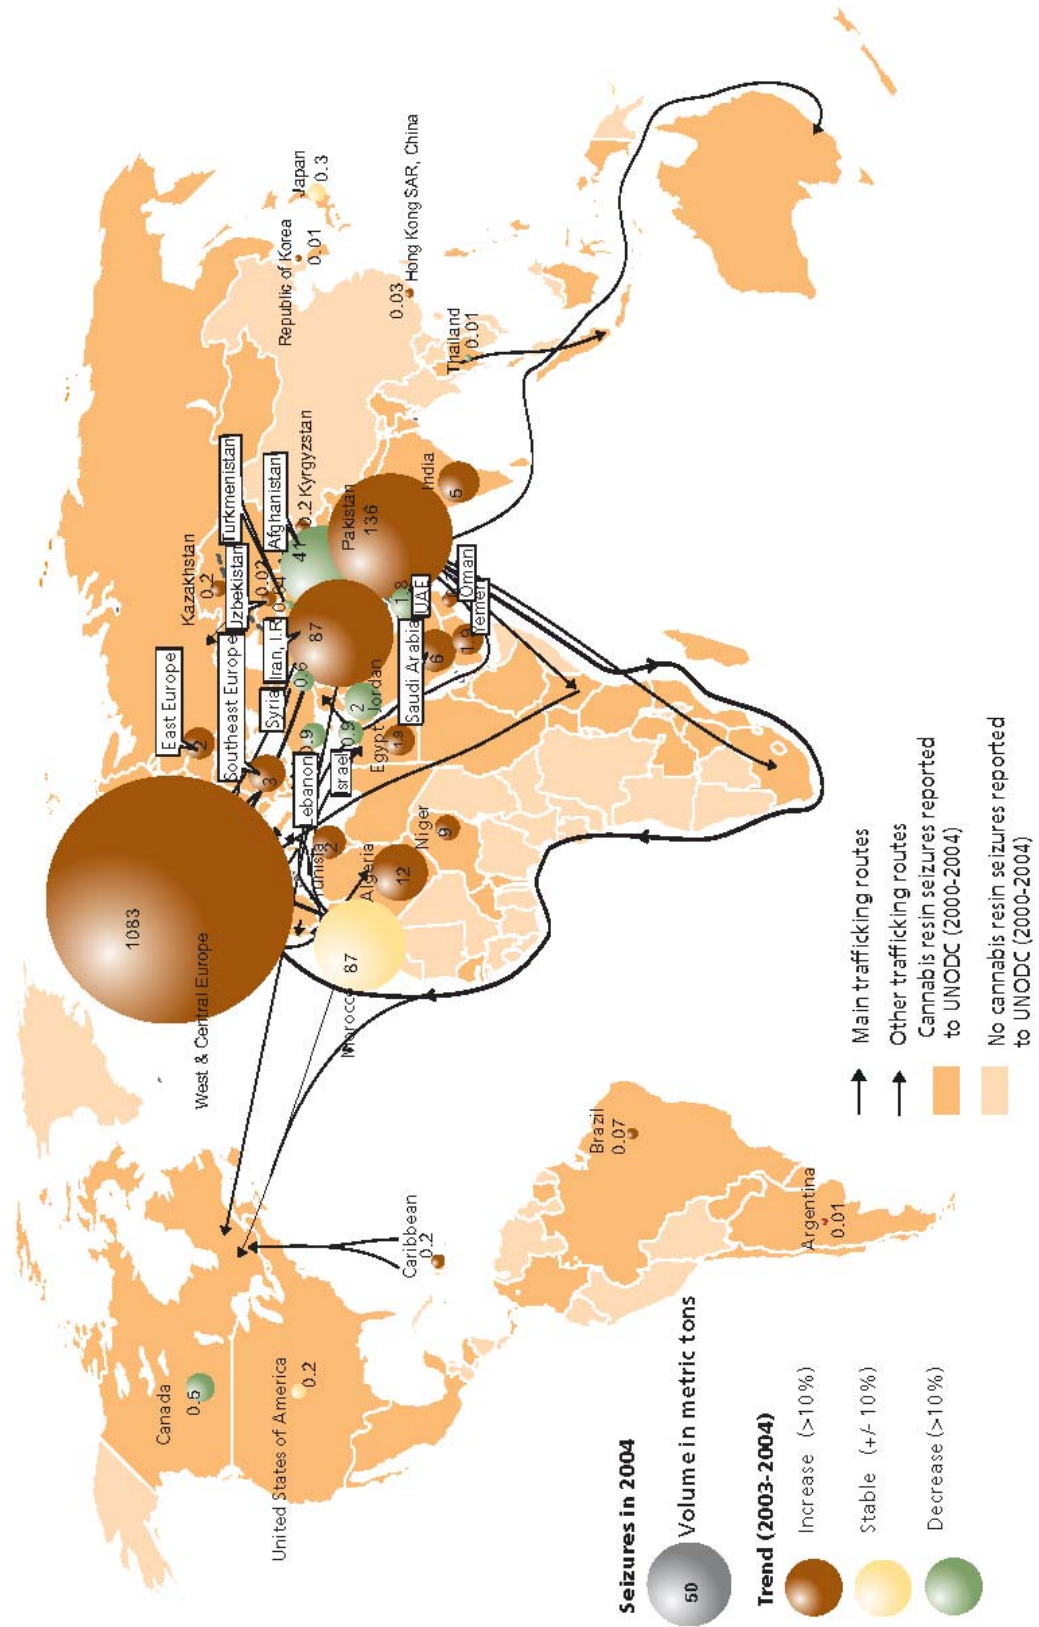 Canada
0.5
United States of America
0.2
Caribbean
0.2
Brazil
0.07
Argentina
0.01
West & Central Europe
1083
East Europe
2
Southeast Europe
3
Morocco
87
Algeria
12
Tunisia
2
Niger
9
Egypt
1.9
Lebanon
0.9
Israel
0.9
Jordan
2
Syria
0.6
Iran, I.R.
87
Saudi Arabia
6
Yemen
1.9
Oman
UAE
1.8
Kazakhstan
0.2
Uzbekistan
0.02
Turkmenistan
0.04
Afghanistan
41
0.2 Kyrgyzstan
Pakistan
136
India
5
Thailand
0.01
0.03 Hong Kong SAR, China
Republic of Korea
0.01
Japan
0.3
Seizures in 2004
50
Volume in metric tons
Trend (2003-2004)
Increase (>10%)
Stable (+/- 10%)
Decrease (>10%)
Main trafficking routes
Other trafficking routes
Cannabis resin seizures reported
to UNODC (2000-2004)
No cannabis resin seizures reported
to UNODC (2000-2004)